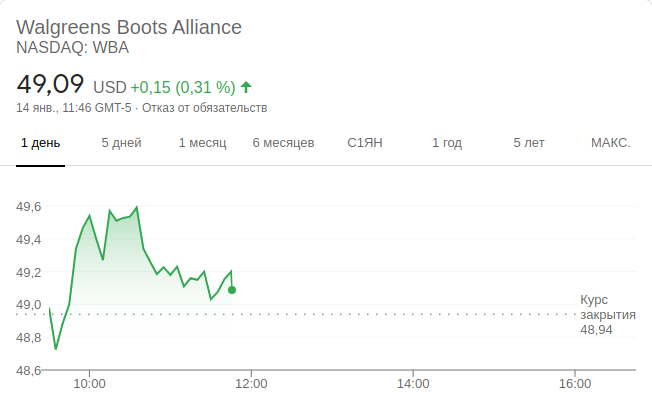 Walgreens Boots Alliance
NASDAQ: WBA
49,09 USD +0,15 (0,31 %)
14 янв., 11:46 GMT-5 · Отказ от обязательств
1 день 5 дней 1 месяц 6 месяцев С1ЯН 1 год 5 лет МАКС.
49,6
49,4
49,2
49,0
48,8
48,6
Курс
закрытия
48,94
10:00 12:00 14:00 16:00